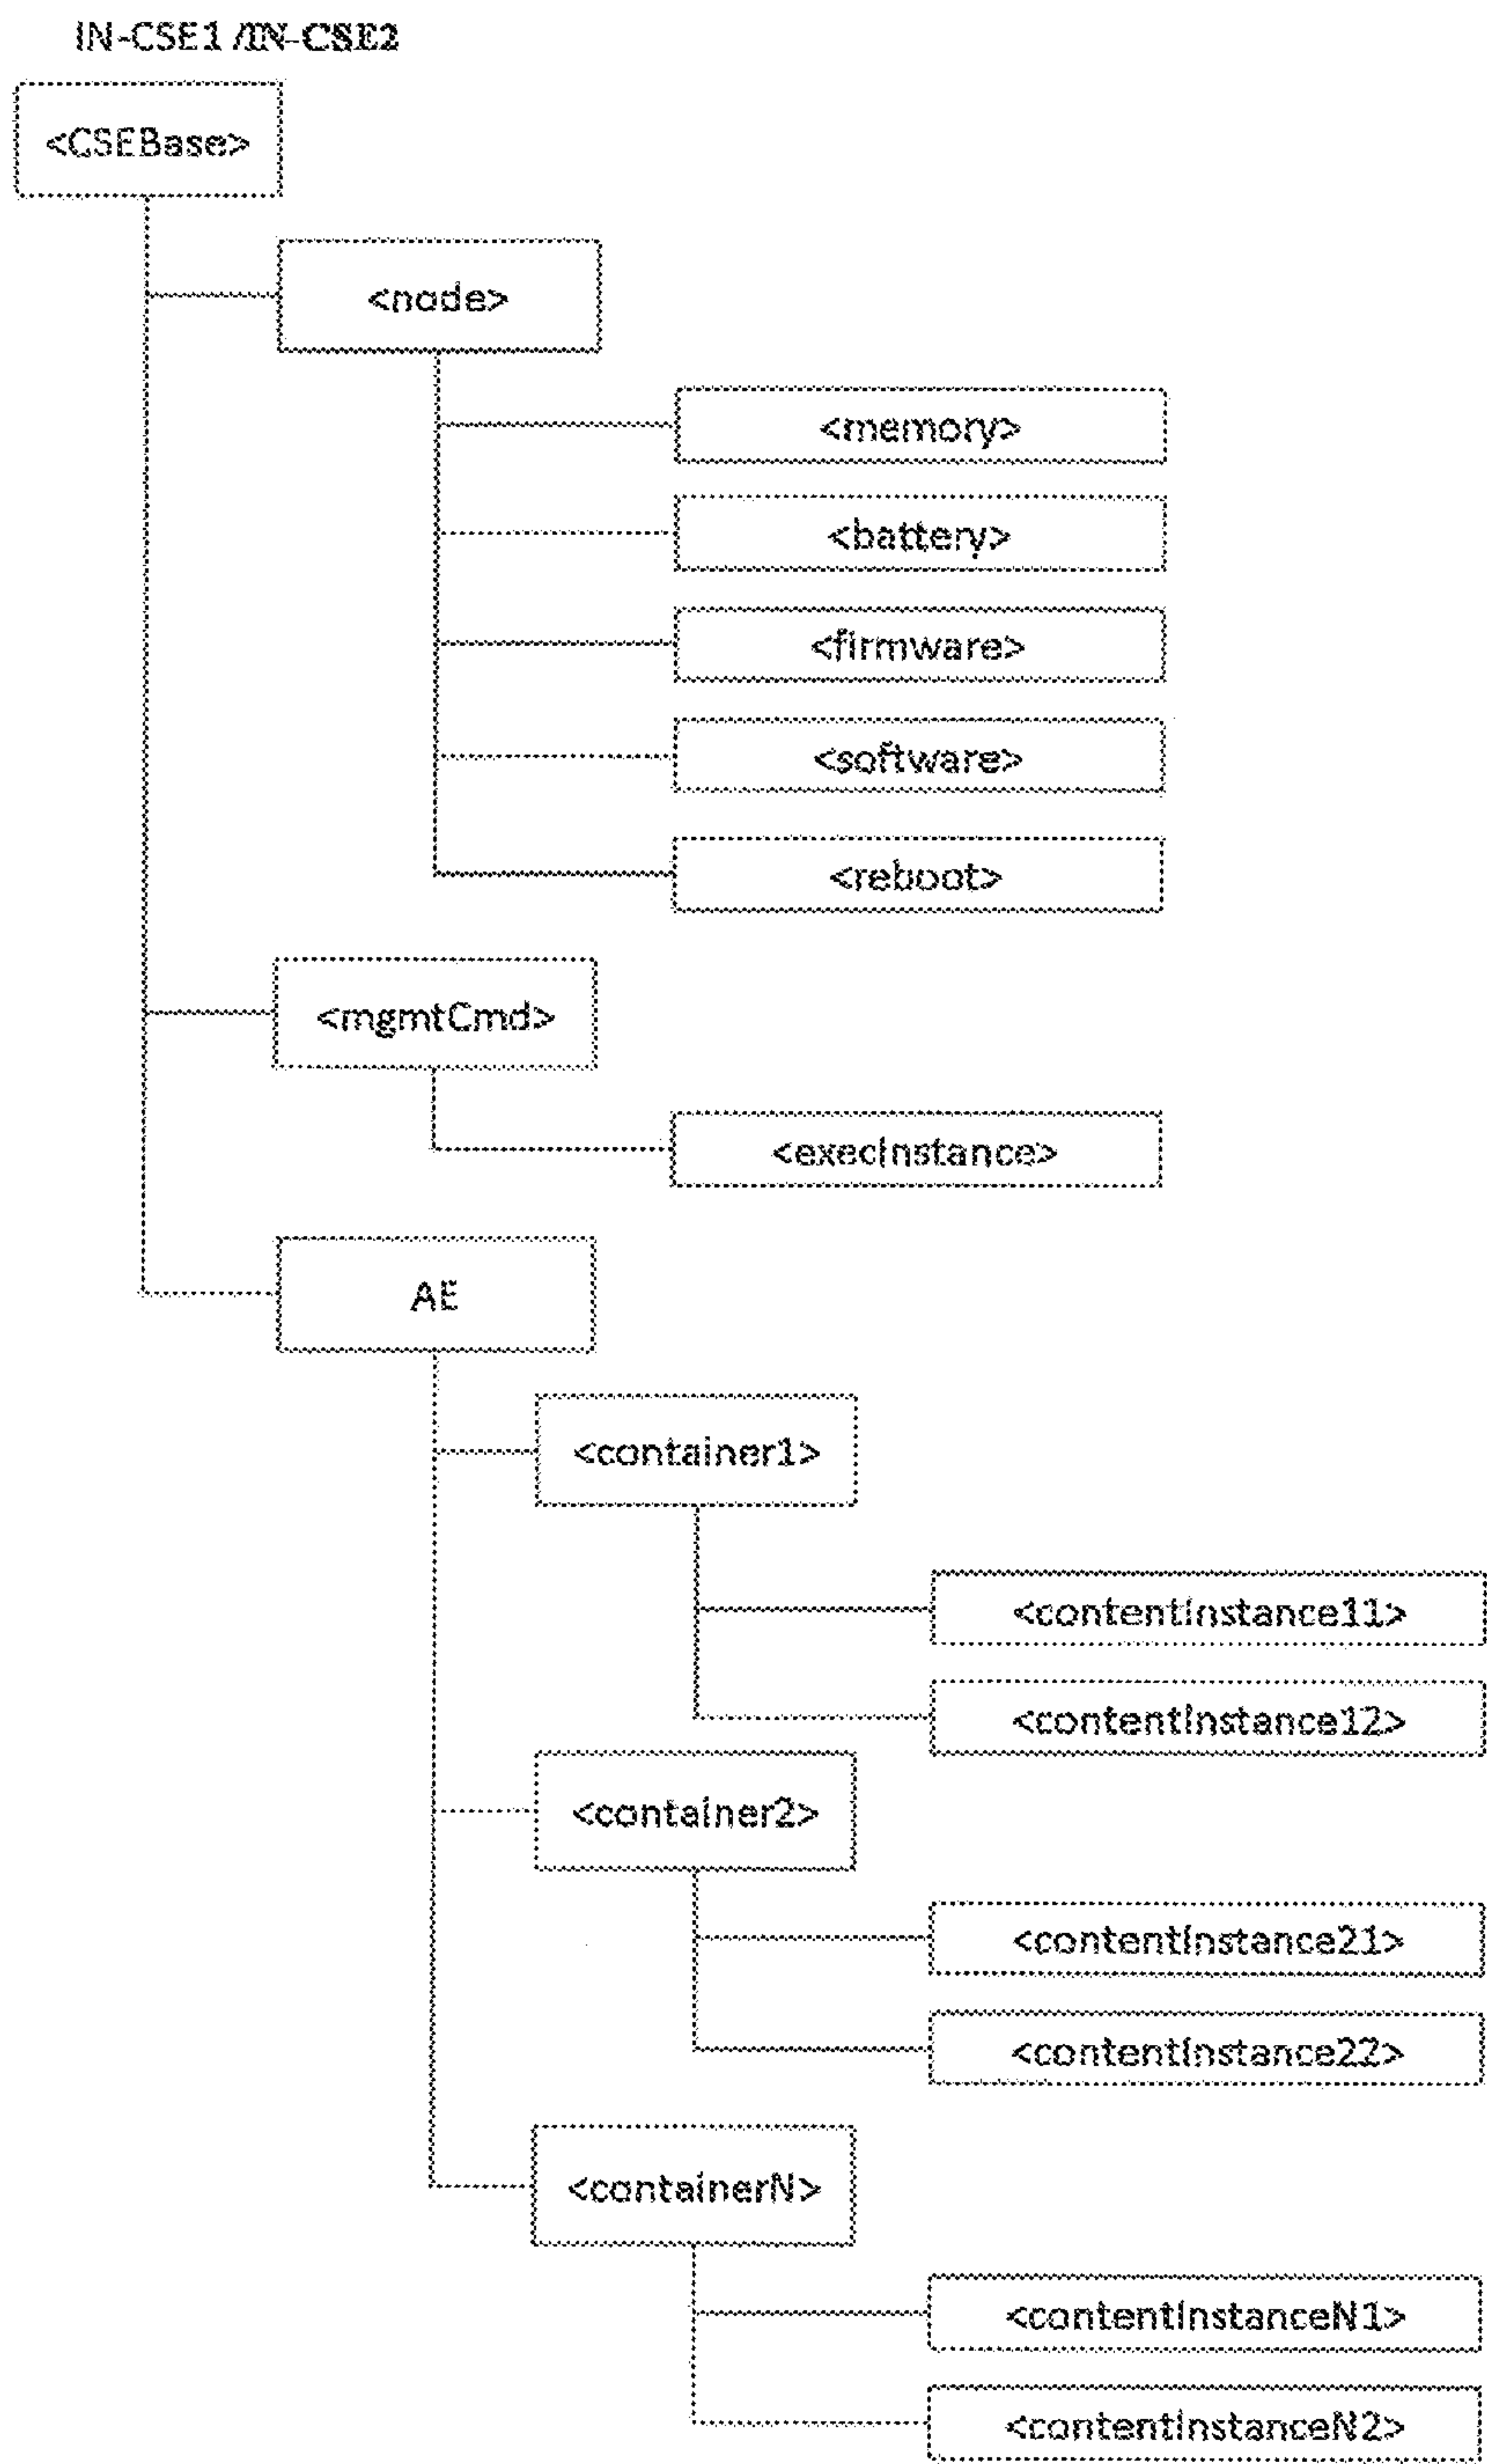 IN-CSE1 /IN-CSE2
<CSEBase>
<node>
<memory>
<battery>
<firmware>
<software>
<reboot>
<mgmtCmd>
<execInstance>
AE
<container1>
<contentInstance11>
<contentInstance12>
<container2>
<contentInstance21>
<contentInstance22>
<containerN>
<contentInstanceN1>
<contentInstanceN2>